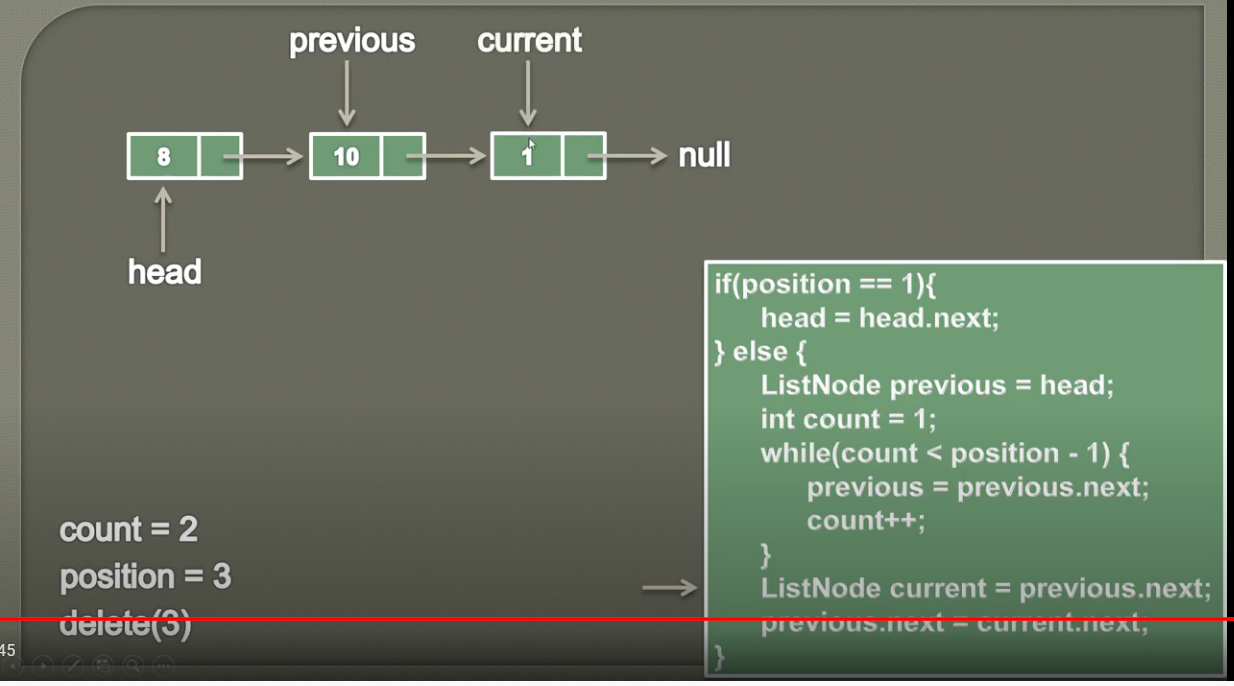 previous current
8 10 1 null
head
if(position == 1){
head = head.next;
} else {
ListNode previous = head;
int count = 1;
while(count < position - 1) {
previous = previous.next;
count++;
}
ListNode current = previous.next;
previous.next = current.next;
}
count = 2
position = 3
delete(3)
45